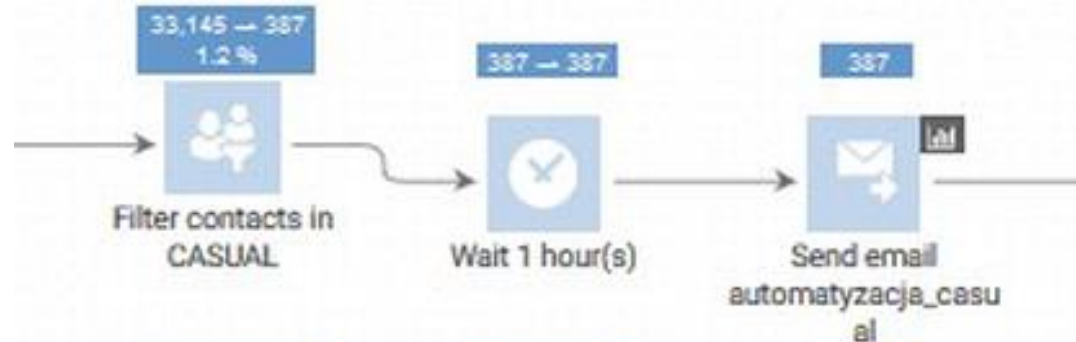 33,145 → 387
1.2 %
387 → 387
387
Filter contacts in
CASUAL
Wait 1 hour(s)
Send email
automatyzacja_casu
al